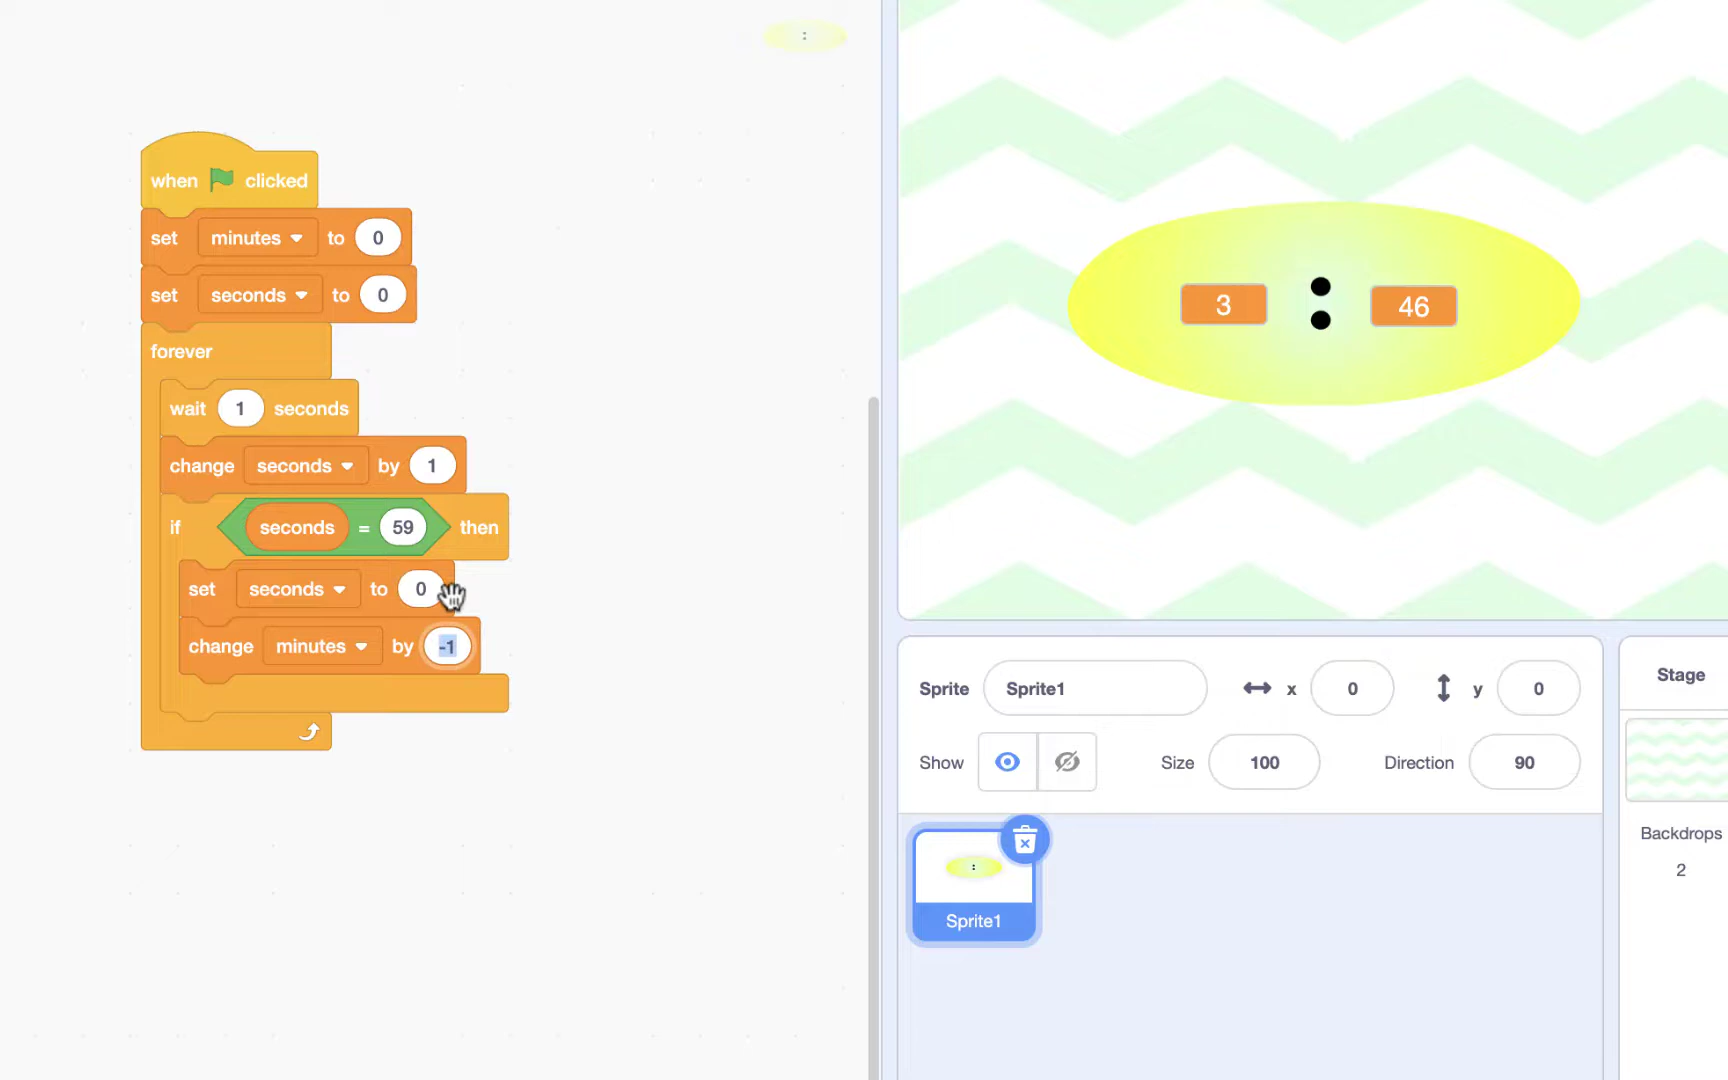 when clicked
set minutes to 0
set seconds to 0
forever
wait 1 seconds
change seconds by 1
if seconds = 59 then
set seconds to 0
change minutes by -1
3 : 46
Sprite Sprite1 x 0 y 0
Show Size 100 Direction 90
Sprite1
Stage
Backdrops
2